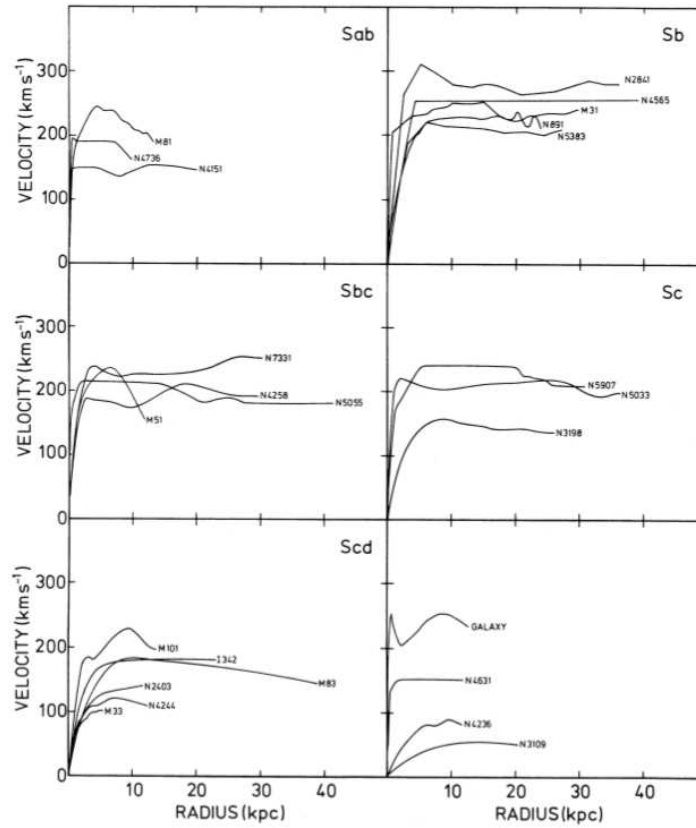 Sab
300
200
100
0
VELOCITY (km s⁻¹)
M81
N4736
N4151
Sb
N2841
N4565
M31
N891
N5383
Sbc
300
200
100
0
VELOCITY (km s⁻¹)
N7331
N4258
N5055
M51
Sc
N5907
N5033
N3198
Scd
300
200
100
0
VELOCITY (km s⁻¹)
M101
I342
M83
N2403
N4244
M33
10 20 30 40
RADIUS (kpc)
GALAXY
N4631
N4236
N3109
10 20 30 40 50
RADIUS (kpc)